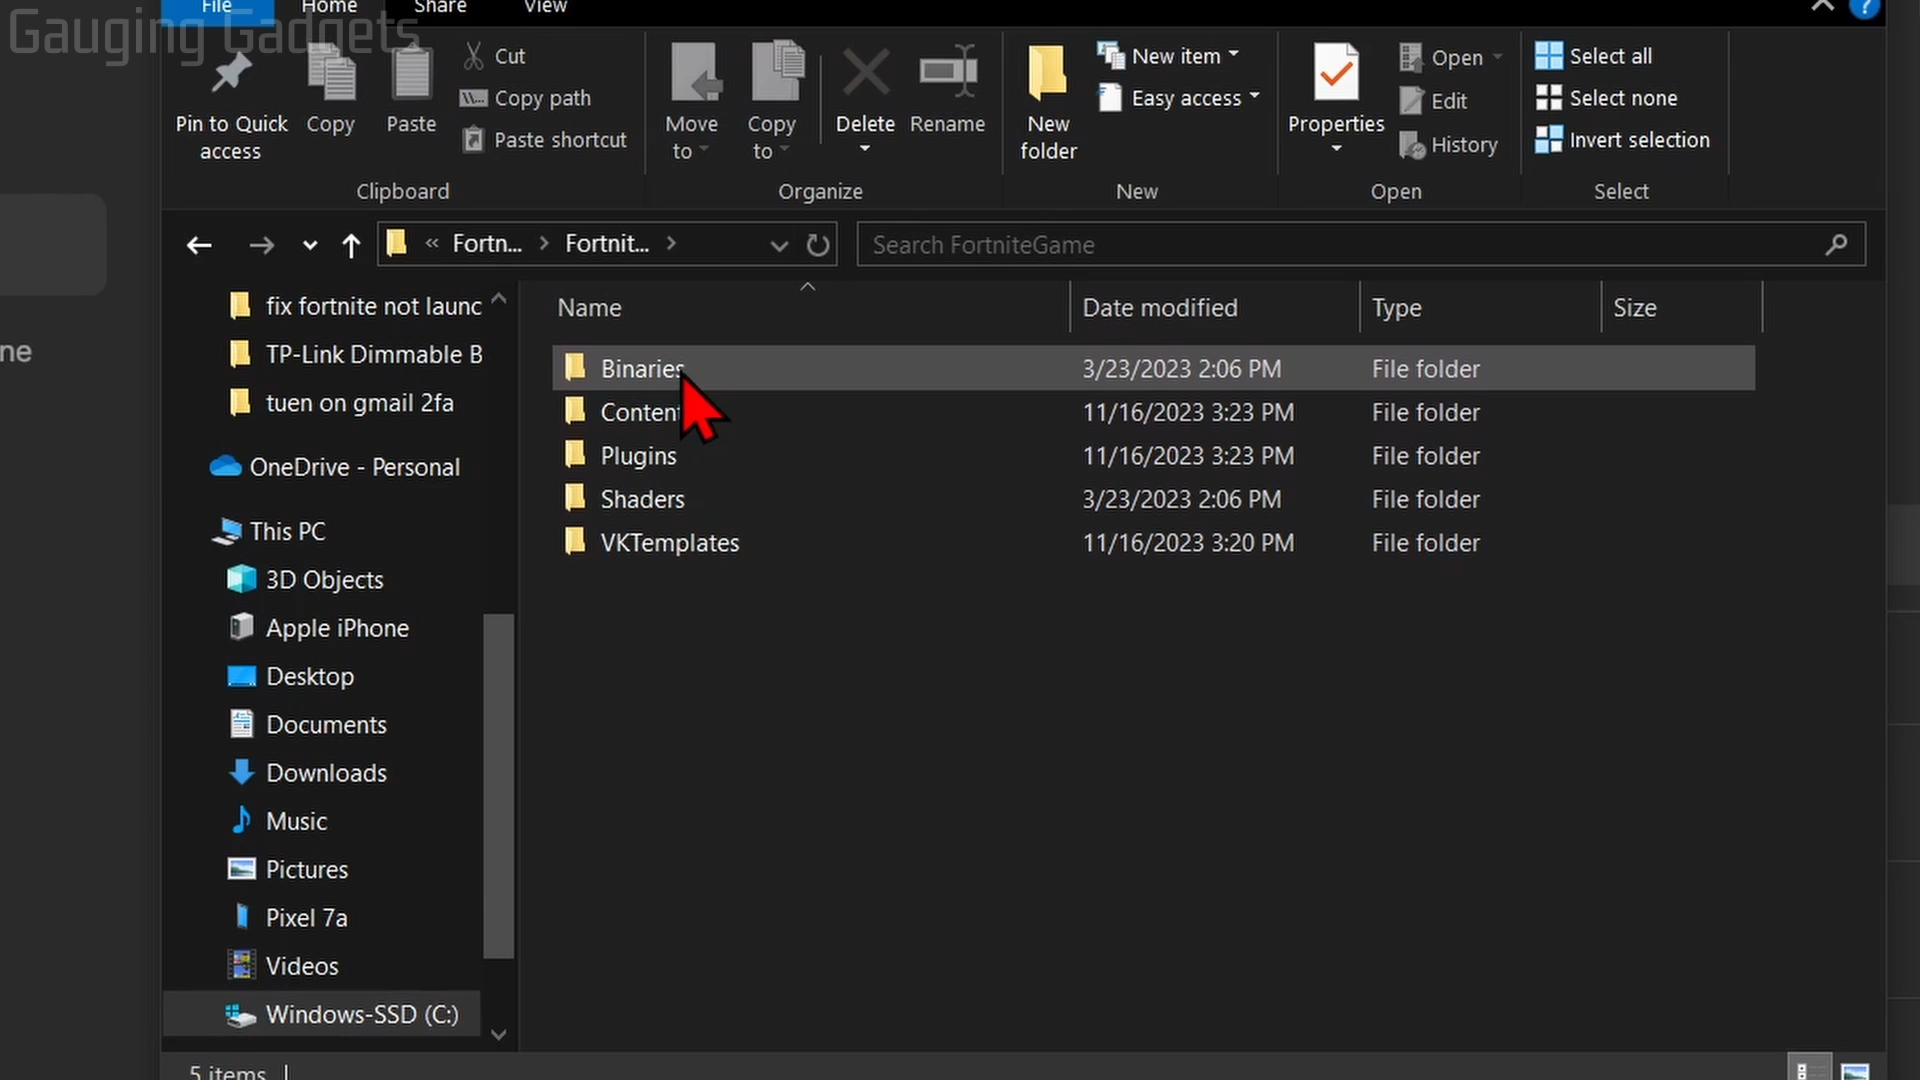 Gauging Gadgets
File
Home
Share
View
?
Pin to Quick
access
Copy
Paste
Cut
Copy path
Paste shortcut
Clipboard
Move
to
Copy
to
Delete
Rename
Organize
New
folder
New item
Easy access
New
Properties
Open
Edit
History
Open
Select all
Select none
Invert selection
Select
« Fortn... > Fortnit... >
Search FortniteGame
ne
fix fortnite not launc
TP-Link Dimmable B
tuen on gmail 2fa
OneDrive - Personal
This PC
3D Objects
Apple iPhone
Desktop
Documents
Downloads
Music
Pictures
Pixel 7a
Videos
Windows-SSD (C:)
Name Date modified Type Size
Binaries 3/23/2023 2:06 PM File folder
Content 11/16/2023 3:23 PM File folder
Plugins 11/16/2023 3:23 PM File folder
Shaders 3/23/2023 2:06 PM File folder
VKTemplates 11/16/2023 3:20 PM File folder
5 items